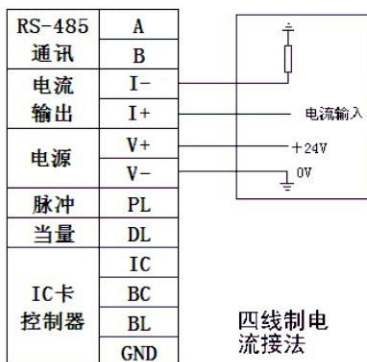 RS-485 A
通讯 B
电流 I-
输出 I+
电流输入
电源 V+
+24V
V-
0V
脉冲 PL
当量 DL
IC
IC卡 BC
控制器 BL
GND
四线制电
流接法